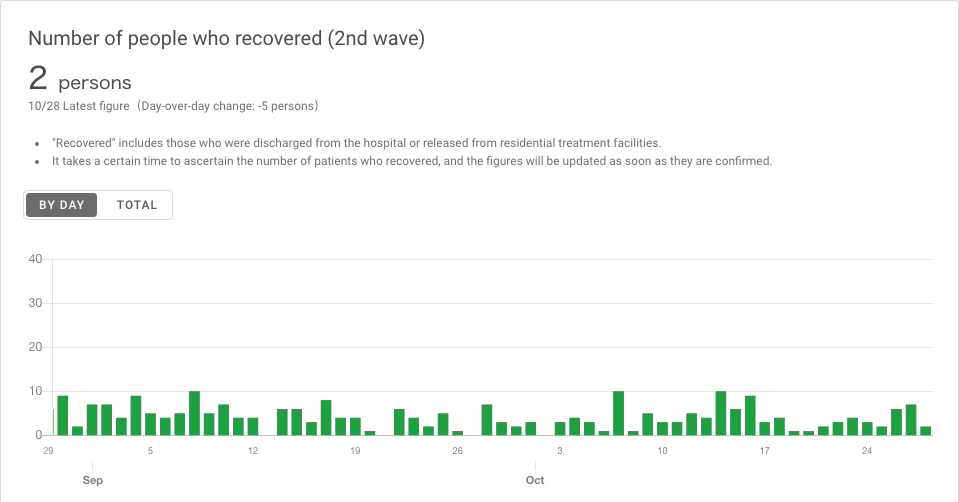 Number of people who recovered (2nd wave)
2 persons
10/28 Latest figure（Day-over-day change: -5 persons）
• "Recovered" includes those who were discharged from the hospital or released from residential treatment facilities.
• It takes a certain time to ascertain the number of patients who recovered, and the figures will be updated as soon as they are confirmed.
BY DAY TOTAL
40
30
20
10
0
29 5 12 19 26 3 10 17 24
Sep Oct